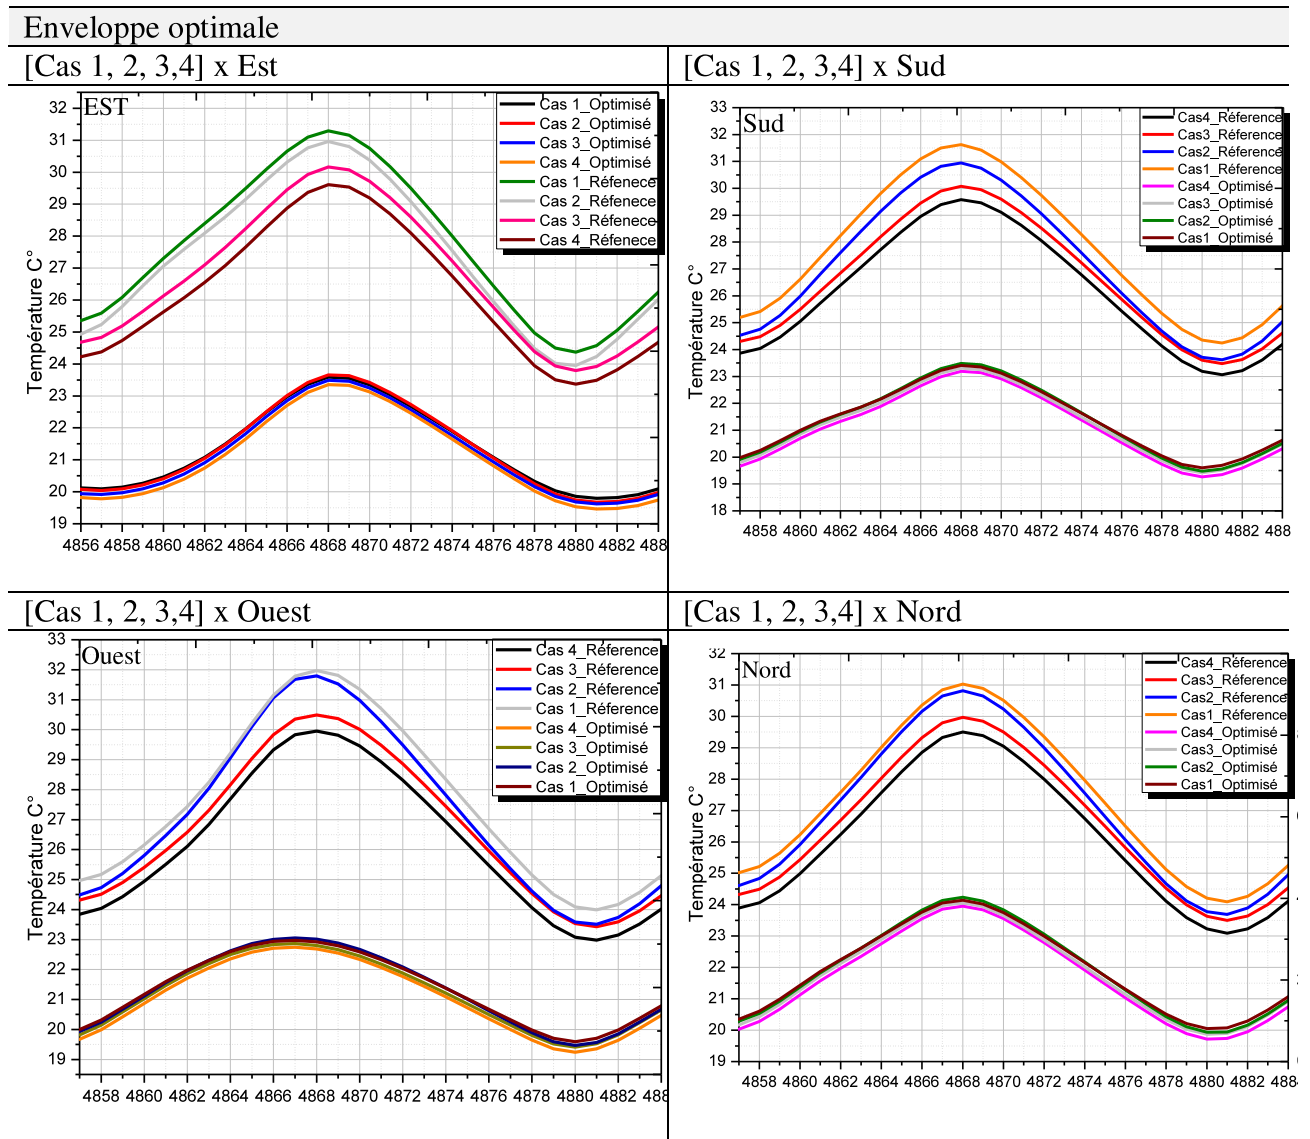 Enveloppe optimale
[Cas 1, 2, 3,4] x Est
[Cas 1, 2, 3,4] x Sud
EST
Cas 1_Optimisé
Cas 2_Optimisé
Cas 3_Optimisé
Cas 4_Optimisé
Cas 1_Réfenece
Cas 2_Réfenece
Cas 3_Réfenece
Cas 4_Réfenece
32
31
30
29
28
27
26
25
24
23
22
21
20
19
Température C°
4856 4858 4860 4862 4864 4866 4868 4870 4872 4874 4876 4878 4880 4882 488
Sud
Cas4_Réference
Cas3_Réference
Cas2_Réference
Cas1_Réference
Cas4_Optimisé
Cas3_Optimisé
Cas2_Optimisé
Cas1_Optimisé
33
32
31
30
29
28
27
26
25
24
23
22
21
20
19
18
Température C°
4858 4860 4862 4864 4866 4868 4870 4872 4874 4876 4878 4880 4882 488
[Cas 1, 2, 3,4] x Ouest
[Cas 1, 2, 3,4] x Nord
Ouest
Cas 4_Réference
Cas 3_Réference
Cas 2_Réference
Cas 1_Réference
Cas 4_Optimisé
Cas 3_Optimisé
Cas 2_Optimisé
Cas 1_Optimisé
33
32
31
30
29
28
27
26
25
24
23
22
21
20
19
Température C°
4858 4860 4862 4864 4866 4868 4870 4872 4874 4876 4878 4880 4882 488
Nord
Cas4_Réference
Cas3_Réference
Cas2_Réference
Cas1_Réference
Cas4_Optimisé
Cas3_Optimisé
Cas2_Optimisé
Cas1_Optimisé
32
31
30
29
28
27
26
25
24
23
22
21
20
19
Température C°
4858 4860 4862 4864 4866 4868 4870 4872 4874 4876 4878 4880 4882 488